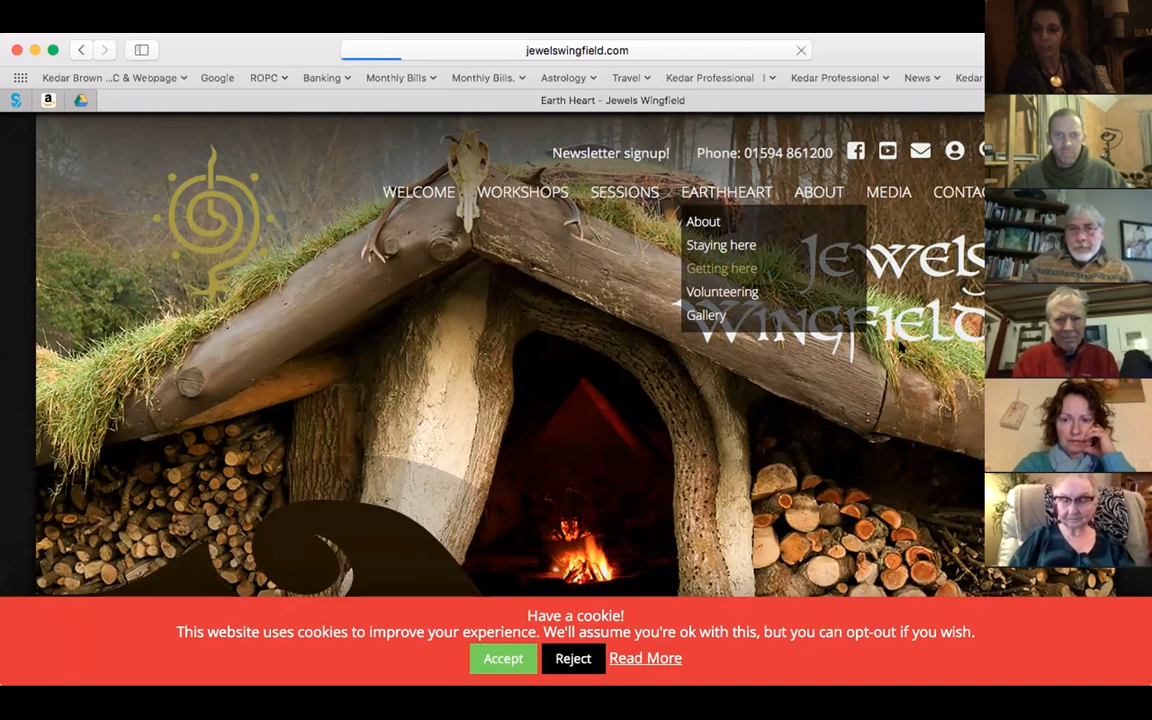 jewelswingfield.com
Kedar Brown ...C & Webpage
Google
ROPC
Banking
Monthly Bills
Monthly Bills.
Astrology
Travel
Kedar Professional
Kedar Professional
News
Kedar
Earth Heart – Jewels Wingfield
Newsletter signup!
Phone: 01594 861200
WELCOME
WORKSHOPS
SESSIONS
EARTHHEART
ABOUT
MEDIA
CONTAC
About
Staying here
Getting here
Volunteering
Gallery
Jewels
Wingfield
Have a cookie!
This website uses cookies to improve your experience. We'll assume you're ok with this, but you can opt-out if you wish.
Accept
Reject
Read More